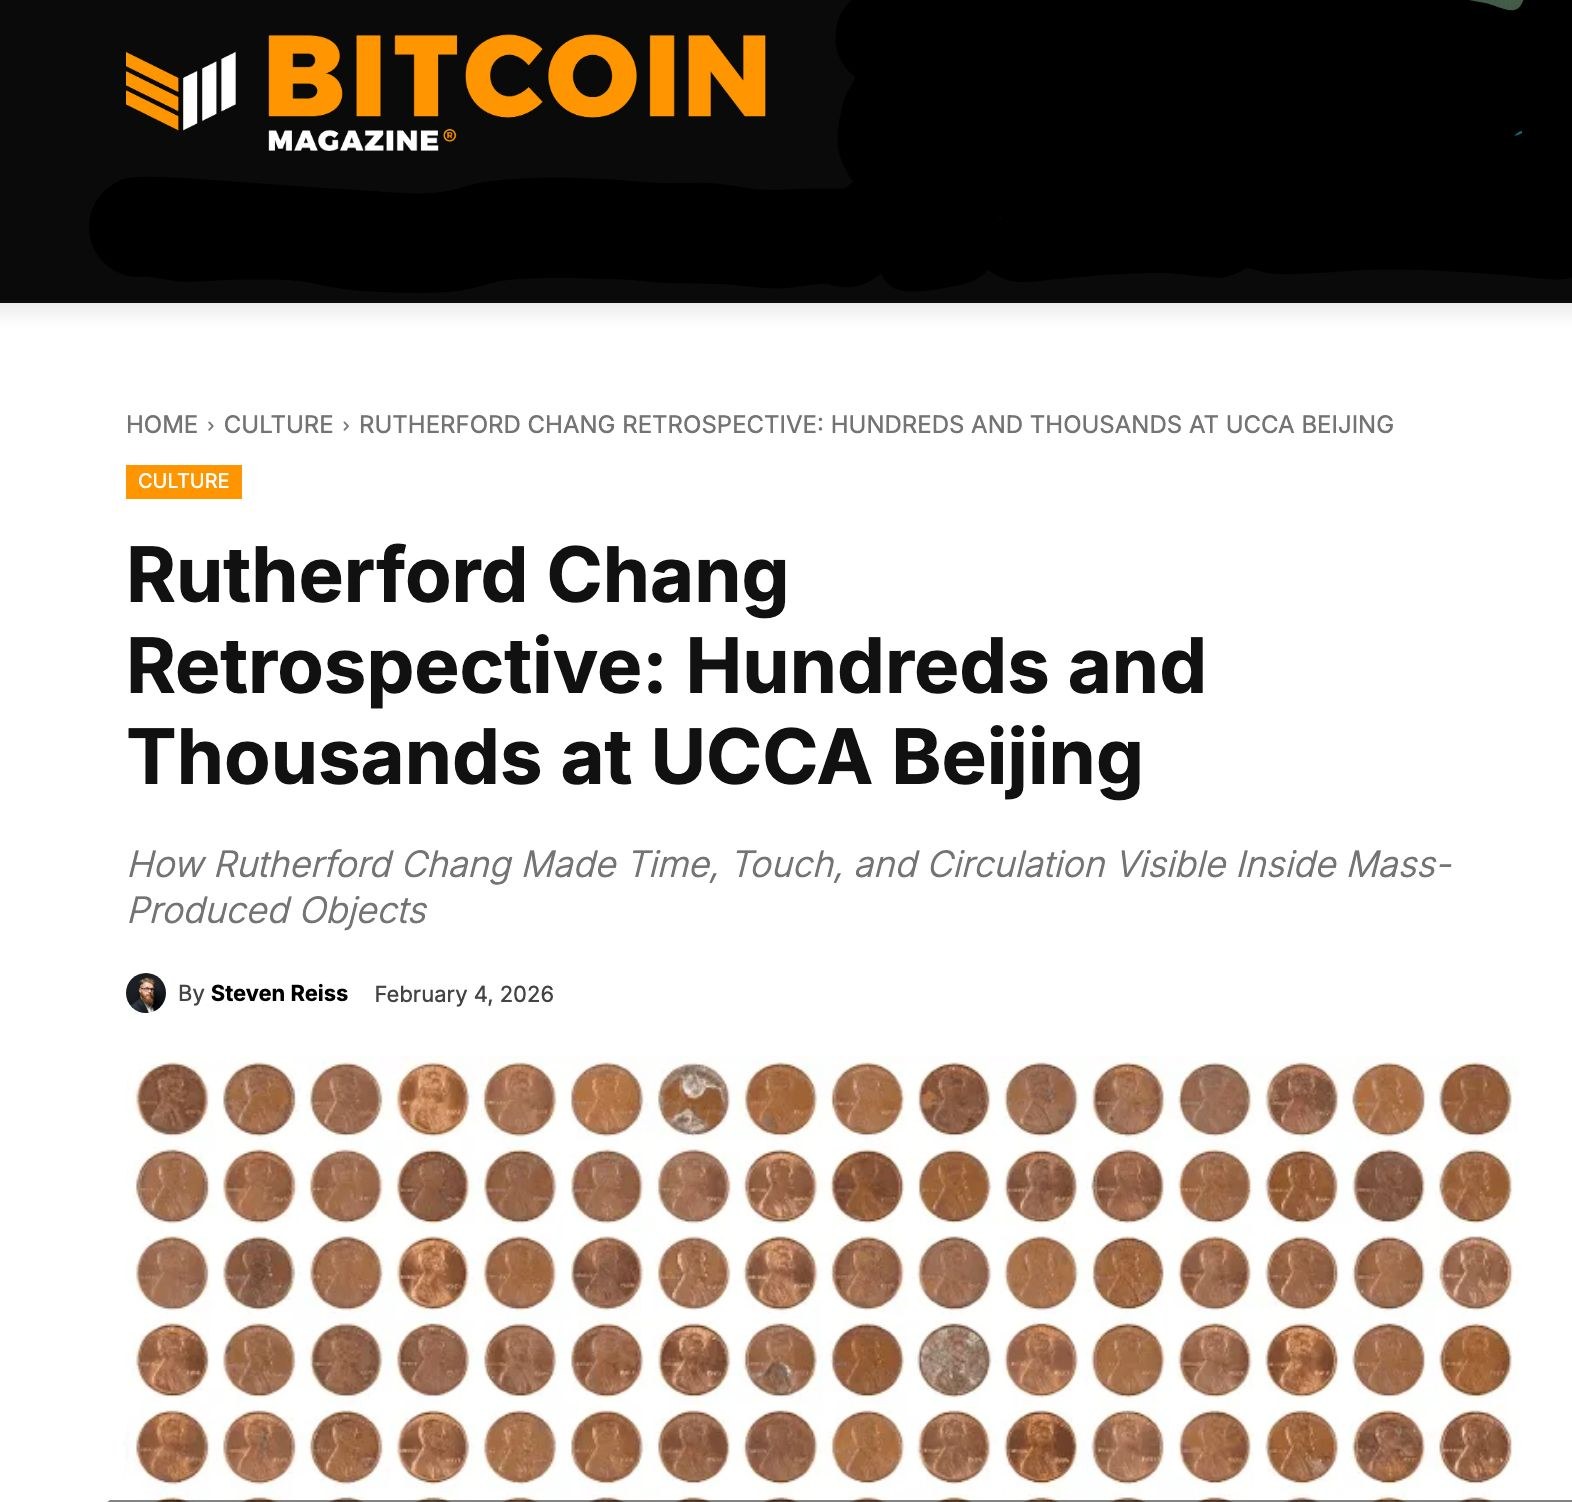 BITCOIN
MAGAZINE®
HOME › CULTURE › RUTHERFORD CHANG RETROSPECTIVE: HUNDREDS AND THOUSANDS AT UCCA BEIJING
CULTURE
Rutherford Chang
Retrospective: Hundreds and
Thousands at UCCA Beijing
How Rutherford Chang Made Time, Touch, and Circulation Visible Inside Mass-
Produced Objects
By Steven Reiss February 4, 2026